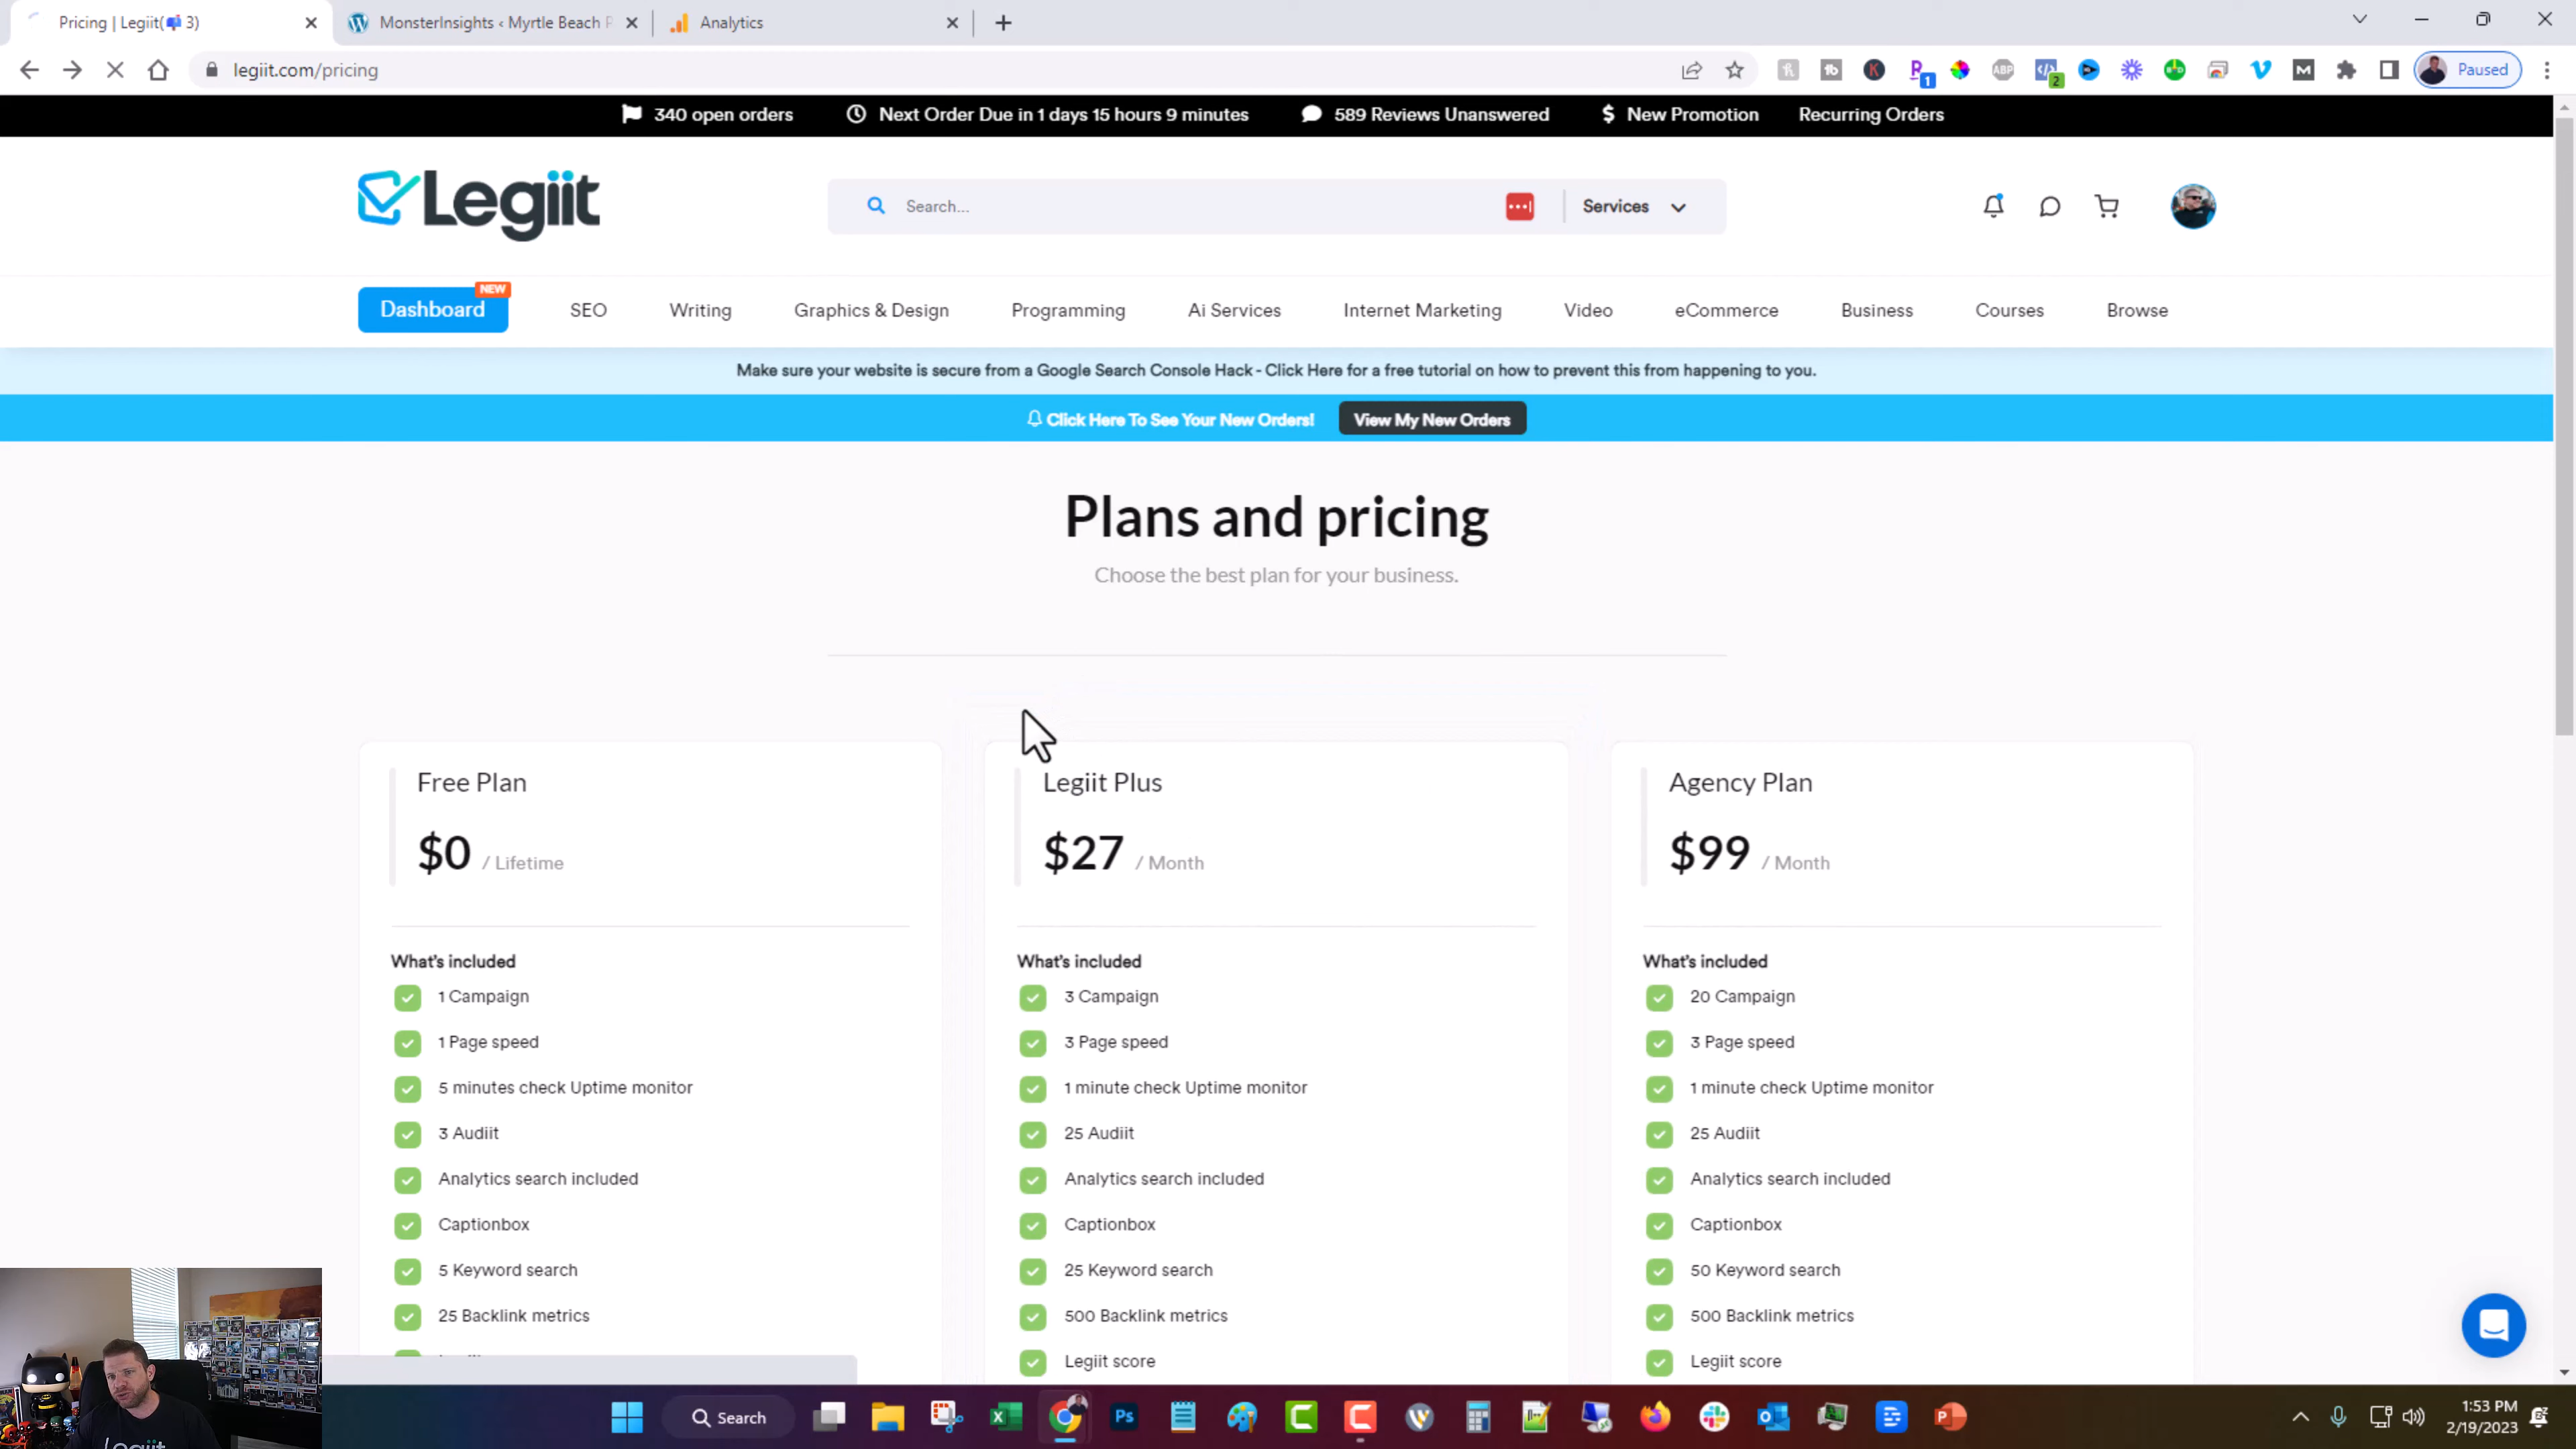 Pricing | Legiit(📬 3)
MonsterInsights ‹ Myrtle Beach P
Analytics
legiit.com/pricing
Paused
340 open orders
Next Order Due in 1 days 15 hours 9 minutes
589 Reviews Unanswered
$ New Promotion
Recurring Orders
Legiit
Search...
Services
NEW
Dashboard
SEO
Writing
Graphics & Design
Programming
Ai Services
Internet Marketing
Video
eCommerce
Business
Courses
Browse
Make sure your website is secure from a Google Search Console Hack - Click Here for a free tutorial on how to prevent this from happening to you.
Click Here To See Your New Orders!
View My New Orders
Plans and pricing
Choose the best plan for your business.
Free Plan
$0 / Lifetime
What's included
1 Campaign
1 Page speed
5 minutes check Uptime monitor
3 Audiit
Analytics search included
Captionbox
5 Keyword search
25 Backlink metrics
Legiit Plus
$27 / Month
What's included
3 Campaign
3 Page speed
1 minute check Uptime monitor
25 Audiit
Analytics search included
Captionbox
25 Keyword search
500 Backlink metrics
Legiit score
Agency Plan
$99 / Month
What's included
20 Campaign
3 Page speed
1 minute check Uptime monitor
25 Audiit
Analytics search included
Captionbox
50 Keyword search
500 Backlink metrics
Legiit score
Legiit
Search
1:53 PM
2/19/2023